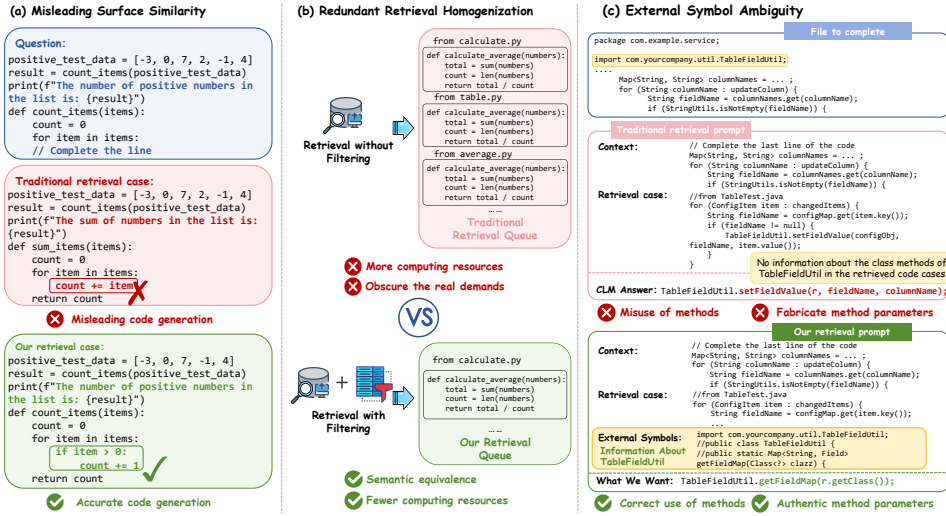 (a) Misleading Surface Similarity
Question:
positive_test_data = [-3, 0, 7, 2, -1, 4]
result = count_items(positive_test_data)
print(f"The number of positive numbers in
the list is: {result}")
def count_items(items):
    count = 0
    for item in items:
    // Complete the line
Traditional retrieval case:
positive_test_data = [-3, 0, 7, 2, -1, 4]
result = count_items(positive_test_data)
print(f"The sum of numbers in the list is:
{result}")
def sum_items(items):
    count = 0
    for item in items:
        count += item
    return count
Misleading code generation
Our retrieval case:
positive_test_data = [-3, 0, 7, -1, 4]
result = count_items(positive_test_data)
print(f"The number of positive numbers in
the list is: {result}")
def count_items(items):
    count = 0
    for item in items:
        if item > 0:
            count += 1
    return count
Accurate code generation
(b) Redundant Retrieval Homogenization
Retrieval without
Filtering
from calculate.py
def calculate_average(numbers):
    total = sum(numbers)
    count = len(numbers)
    return total / count
from table.py
def calculate_average(numbers):
    total = sum(numbers)
    count = len(numbers)
    return total / count
from average.py
def calculate_average(numbers):
    total = sum(numbers)
    count = len(numbers)
    return total / count
......
Traditional
Retrieval Queue
More computing resources
Obscure the real demands
VS
Retrieval with
Filtering
from calculate.py
def calculate_average(numbers):
    total = sum(numbers)
    count = len(numbers)
    return total / count
......
Our Retrieval
Queue
Semantic equivalence
Fewer computing resources
(c) External Symbol Ambiguity
File to complete
package com.example.service;
import com.yourcompany.util.TableFieldUtil;
....
Map<String, String> columnNames = ... ;
for (String columnName : updateColumn) {
    String fieldName = columnNames.get(columnName);
    if (StringUtils.isNotEmpty(fieldName)) {
Traditional retrieval prompt
Context:
// Complete the last line of the code
Map<String, String> columnNames = ... ;
for (String columnName : updateColumn) {
    String fieldName = columnNames.get(columnName);
    if (StringUtils.isNotEmpty(fieldName)) {
Retrieval case:
//from TableTest.java
for (ConfigItem item : changedItems) {
    String fieldName = configMap.get(item.key());
    if (fieldName != null) {
        TableFieldUtil.setFieldValue(configObj,
fieldName, item.value());
    }
}
No information about the class methods of
TableFieldUtil in the retrieved code cases
CLM Answer: TableFieldUtil.setFieldValue(r, fieldName, columnName);
Misuse of methods
Fabricate method parameters
Our retrieval prompt
Context:
// Complete the last line of the code
Map<String, String> columnNames = ... ;
for (String columnName : updateColumn) {
    String fieldName = columnNames.get(columnName);
    if (StringUtils.isNotEmpty(fieldName)) {
Retrieval case:
//from TableTest.java
for (ConfigItem item : changedItems) {
    String fieldName = configMap.get(item.key());
...
External Symbols:
Information About
TableFieldUtil
import com.yourcompany.util.TableFieldUtil;
//public class TableFieldUtil {
//public static Map<String, Field>
getFieldMap(Class<?> clazz) {
What We Want: TableFieldUtil.getFieldMap(r.getClass());
Correct use of methods
Authentic method parameters